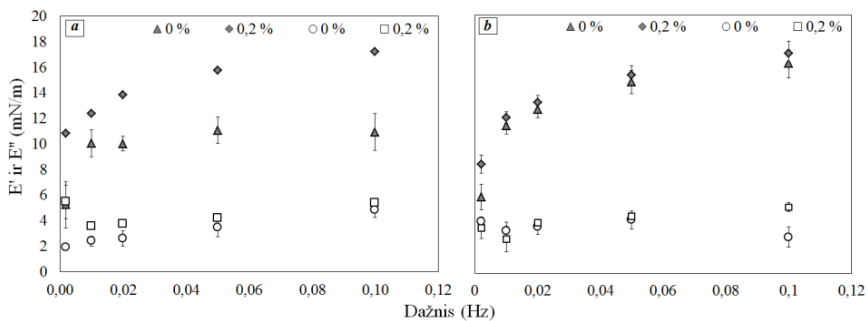 a 0 % 0,2 % 0 % 0,2 %
b 0 % 0,2 % 0 % 0,2 %
E' ir E" (mN/m)
20
18
16
14
12
10
8
6
4
2
0
0,00 0,02 0,04 0,06 0,08 0,10 0,12
0 0,02 0,04 0,06 0,08 0,1 0,12
Dažnis (Hz)